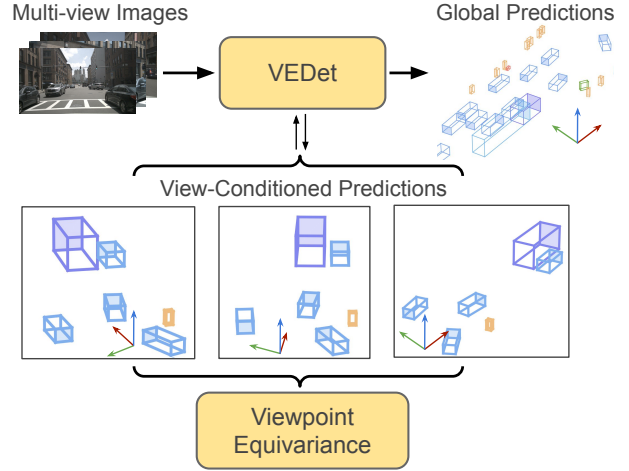 Multi-view Images
Global Predictions
VEDet
View-Conditioned Predictions
Viewpoint
Equivariance